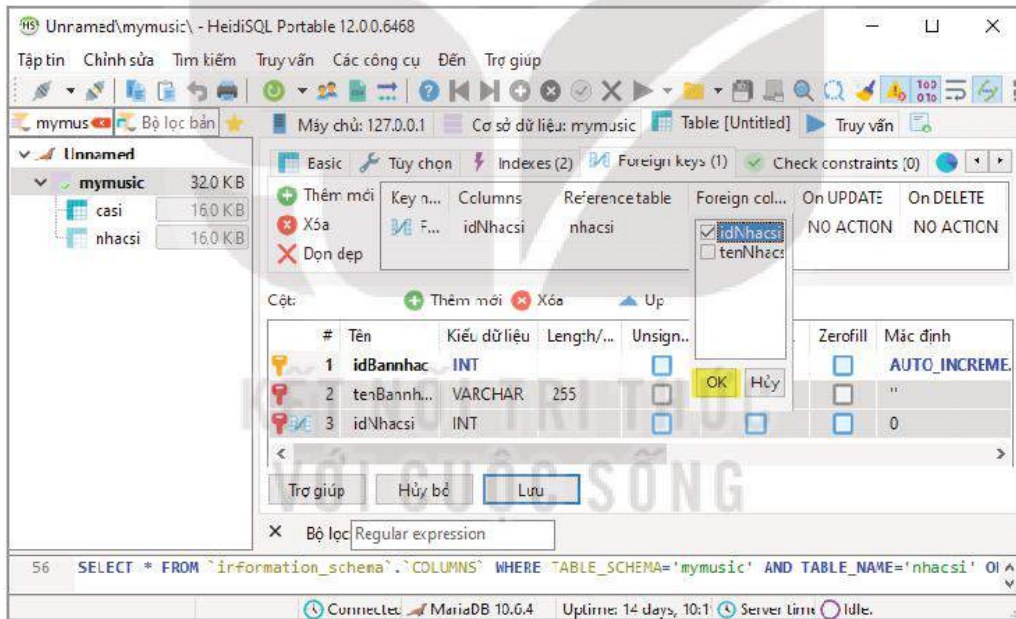 Unnamed\mymusic\ - HeidiSQL Portable 12.0.0.6468
Tập tin Chỉnh sửa Tìm kiếm Truy vấn Các công cụ Đến Trợ giúp
mymus Bộ lọc bản Máy chủ: 127.0.0.1 Cơ sở dữ liệu: mymusic Table: [Untitled] Truy vấn
Unnamed
mymusic 32.0 KB
casi 16.0 KB
nhacsi 16.0 KB
Basic Tùy chọn Indexes (2) Foreign keys (1) Check constraints (0)
Thêm mới Key n... Columns Reference table Foreign col... On UPDATE On DELETE
Xóa F... idNhacsi nhacsi idNhacsi NO ACTION NO ACTION
Dọn dẹp tenNhacs
Cột: Thêm mới Xóa Up
# Tên Kiểu dữ liệu Length/... Unsign... Zerofill Mặc định
1 idBannhac INT AUTO_INCREME.
2 tenBannh... VARCHAR 255 ''
3 idNhacsi INT 0
OK Hủy
KẾT NỐI TRI THỨC
VỚI CUỘC SỐNG
Trợ giúp Hủy bỏ Lưu
Bộ lọc: Regular expression
56 SELECT * FROM `information_schema`.`COLUMNS` WHERE TABLE_SCHEMA='mymusic' AND TABLE_NAME='nhacsi'
Connected MariaDB 10.6.4 Uptime: 14 days, 10:1 Server time Idle.